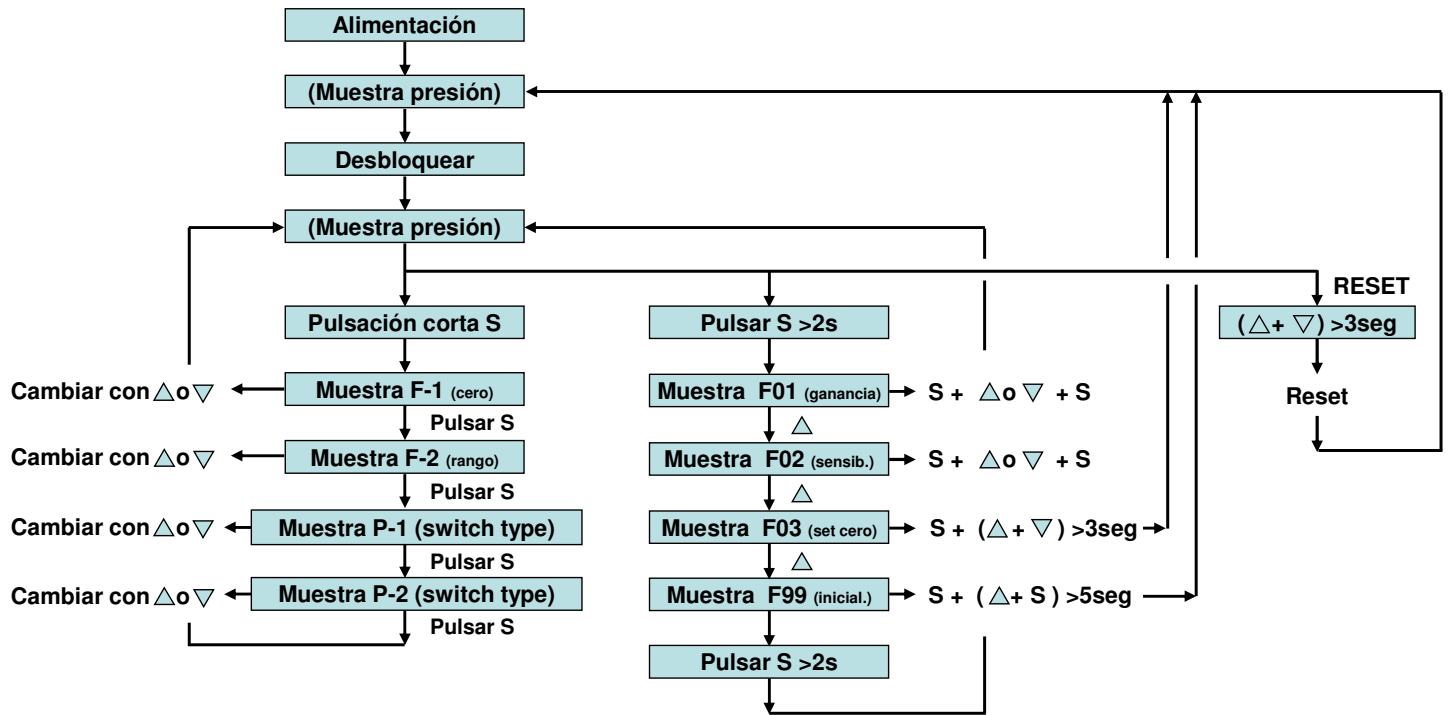 Alimentación
(Muestra presión)
Desbloquear
(Muestra presión)
RESET
Pulsación corta S
Pulsar S >2s
(△+ ▽) >3seg
Cambiar con △o▽
Muestra F-1 (cero)
Muestra F01 (ganancia)
S + △o ▽ + S
Reset
Pulsar S
△
Cambiar con △o▽
Muestra F-2 (rango)
Muestra F02 (sensib.)
S + △o ▽ + S
Pulsar S
△
Cambiar con △o▽
Muestra P-1 (switch type)
Muestra F03 (set cero)
S + (△ + ▽) >3seg
Pulsar S
△
Cambiar con △o▽
Muestra P-2 (switch type)
Muestra F99 (inicial.)
S + (△+ S) >5seg
Pulsar S
Pulsar S >2s